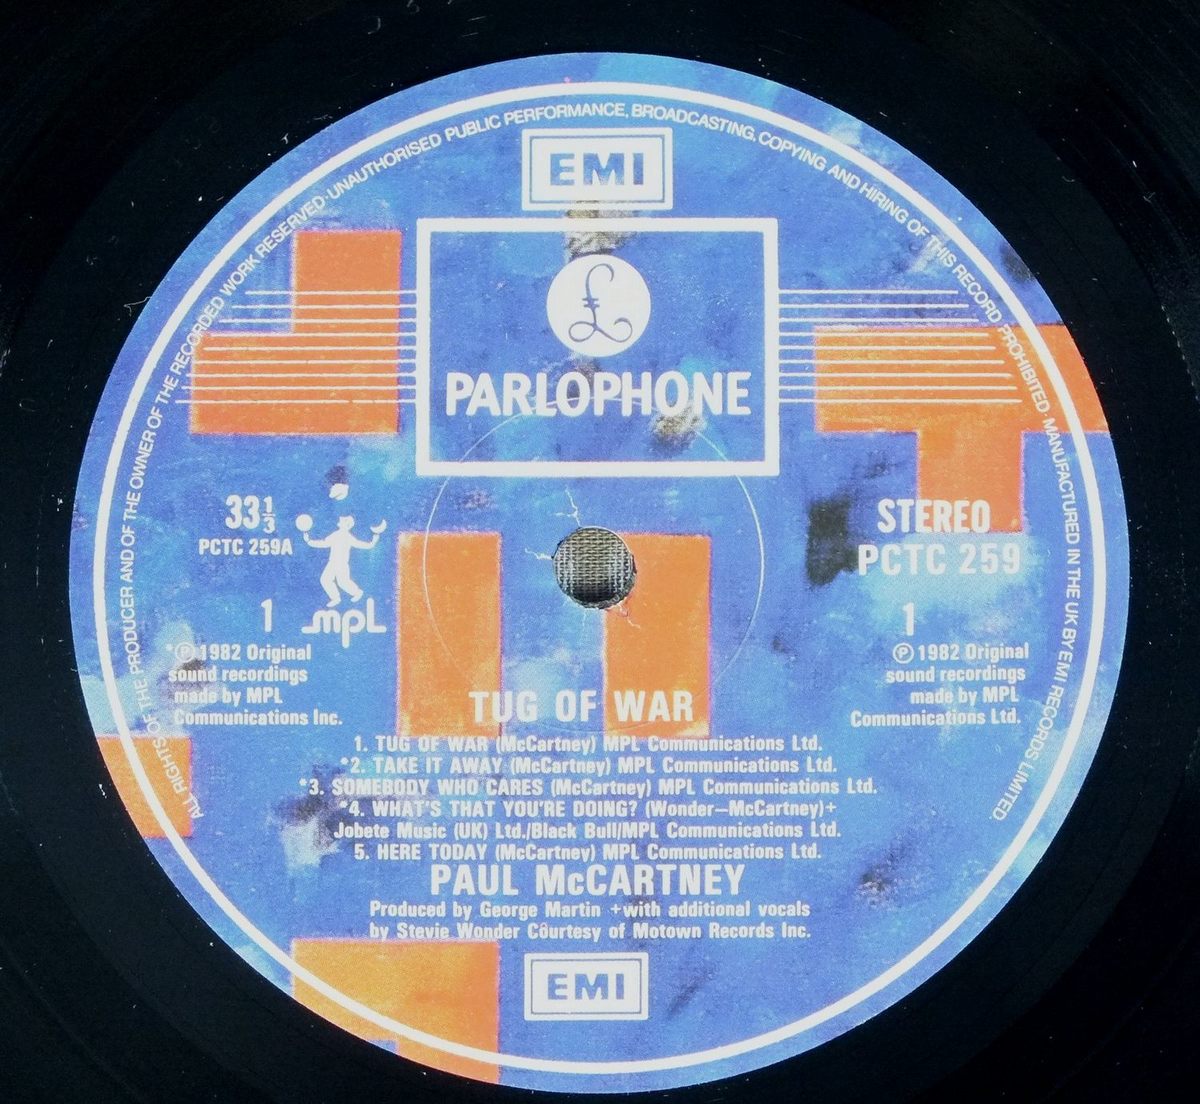 ALL RIGHTS OF THE PRODUCER AND OF THE OWNER OF THE RECORDED WORK RESERVED·UNAUTHORISED PUBLIC PERFORMANCE, BROADCASTING, COPYING AND HIRING OF THIS RECORD PROHIBITED· MANUFACTURED IN THE UK BY EMI RECORDS LIMITED.
EMI
£
PARLOPHONE
33⅓
PCTC 259A
1
mpL
*℗1982 Original
sound recordings
made by MPL
Communications Inc.
STEREO
PCTC 259
1
℗1982 Original
sound recordings
made by MPL
Communications Ltd.
TUG OF WAR
1. TUG OF WAR (McCartney) MPL Communications Ltd.
*2. TAKE IT AWAY (McCartney) MPL Communications Ltd.
*3. SOMEBODY WHO CARES (McCartney) MPL Communications Ltd.
*4. WHAT'S THAT YOU'RE DOING? (Wonder–McCartney)+
Jobete Music (UK) Ltd./Black Bull/MPL Communications Ltd.
5. HERE TODAY (McCartney) MPL Communications Ltd.
PAUL McCARTNEY
Produced by George Martin +with additional vocals
by Stevie Wonder Courtesy of Motown Records Inc.
EMI